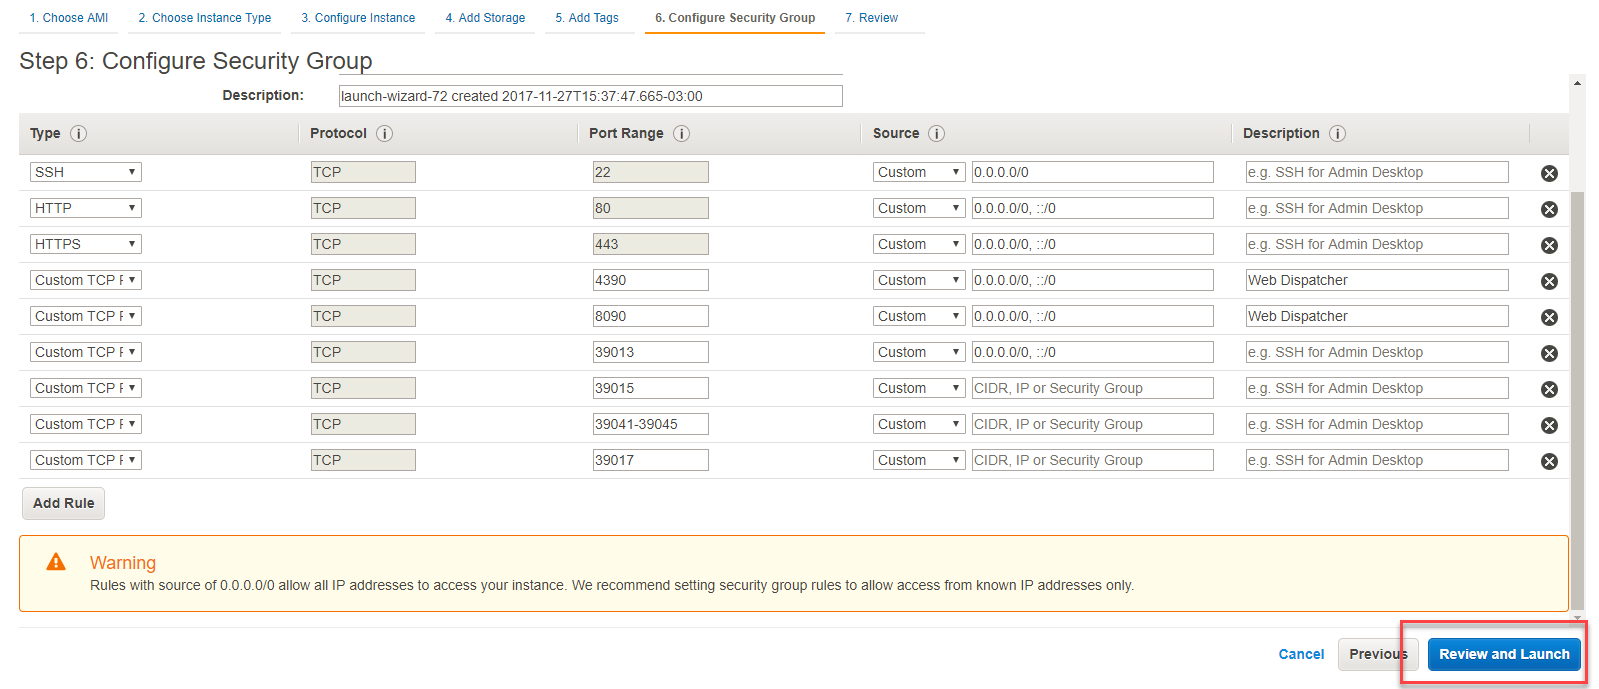 1. Choose AMI 2. Choose Instance Type 3. Configure Instance 4. Add Storage 5. Add Tags 6. Configure Security Group 7. Review
Step 6: Configure Security Group
Description: launch-wizard-72 created 2017-11-27T15:37:47.665-03:00
Type Protocol Port Range Source Description
SSH TCP 22 Custom 0.0.0.0/0 e.g. SSH for Admin Desktop
HTTP TCP 80 Custom 0.0.0.0/0, ::/0 e.g. SSH for Admin Desktop
HTTPS TCP 443 Custom 0.0.0.0/0, ::/0 e.g. SSH for Admin Desktop
Custom TCP TCP 4390 Custom 0.0.0.0/0, ::/0 Web Dispatcher
Custom TCP TCP 8090 Custom 0.0.0.0/0, ::/0 Web Dispatcher
Custom TCP TCP 39013 Custom 0.0.0.0/0, ::/0 e.g. SSH for Admin Desktop
Custom TCP TCP 39015 Custom CIDR, IP or Security Group e.g. SSH for Admin Desktop
Custom TCP TCP 39041-39045 Custom CIDR, IP or Security Group e.g. SSH for Admin Desktop
Custom TCP TCP 39017 Custom CIDR, IP or Security Group e.g. SSH for Admin Desktop
Add Rule
Warning
Rules with source of 0.0.0.0/0 allow all IP addresses to access your instance. We recommend setting security group rules to allow access from known IP addresses only.
Cancel Previous Review and Launch